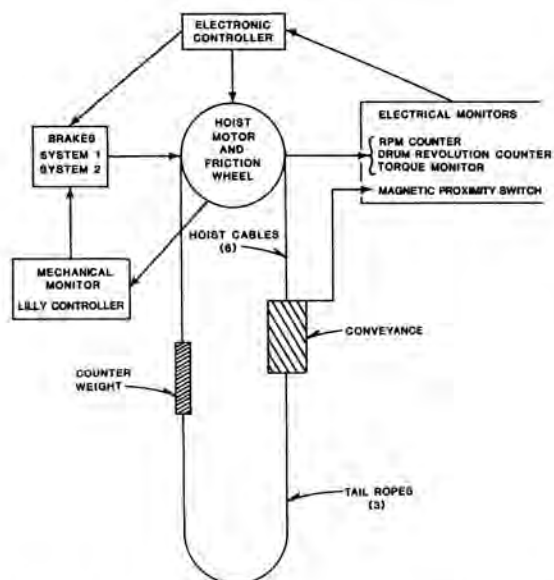 ELECTRONIC
CONTROLLER
BRAKES
SYSTEM 1
SYSTEM 2
HOIST
MOTOR
AND
FRICTION
WHEEL
ELECTRICAL MONITORS
RPM COUNTER
DRUM REVOLUTION COUNTER
TORQUE MONITOR
MAGNETIC PROXIMITY SWITCH
HOIST CABLES
(6)
MECHANICAL
MONITOR
LILLY CONTROLLER
CONVEYANCE
COUNTER
WEIGHT
TAIL ROPES
(3)